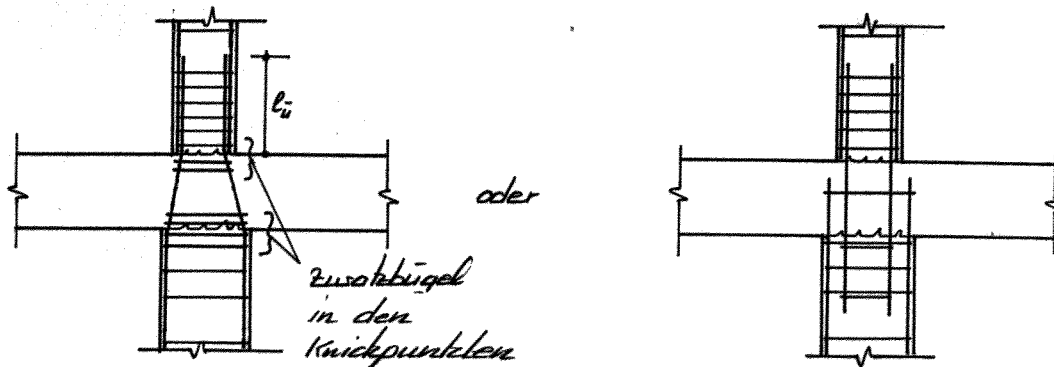 lü
oder
Zusatzbügel
in den
Knickpunkten